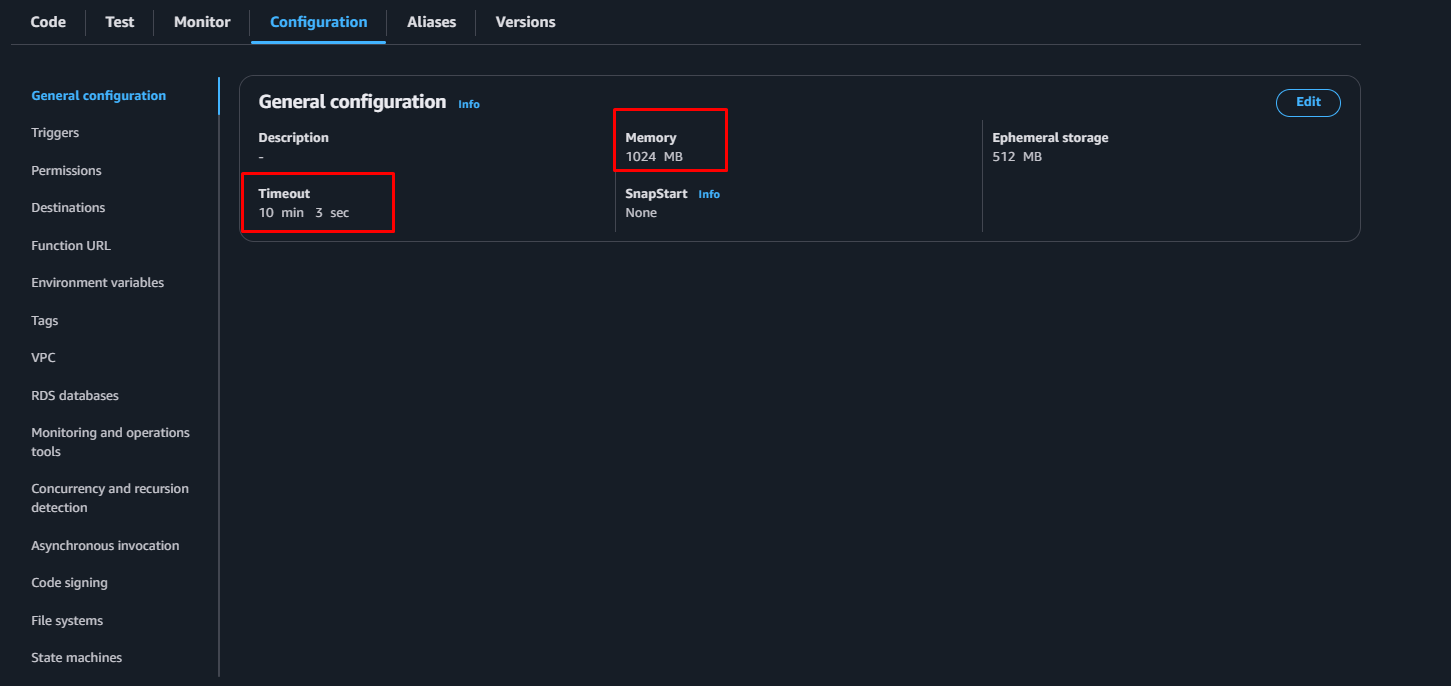 Code
Test
Monitor
Configuration
Aliases
Versions
General configuration
Triggers
Permissions
Destinations
Function URL
Environment variables
Tags
VPC
RDS databases
Monitoring and operations
tools
Concurrency and recursion
detection
Asynchronous invocation
Code signing
File systems
State machines
General configuration Info
Edit
Description
-
Timeout
10 min 3 sec
Memory
1024 MB
SnapStart Info
None
Ephemeral storage
512 MB